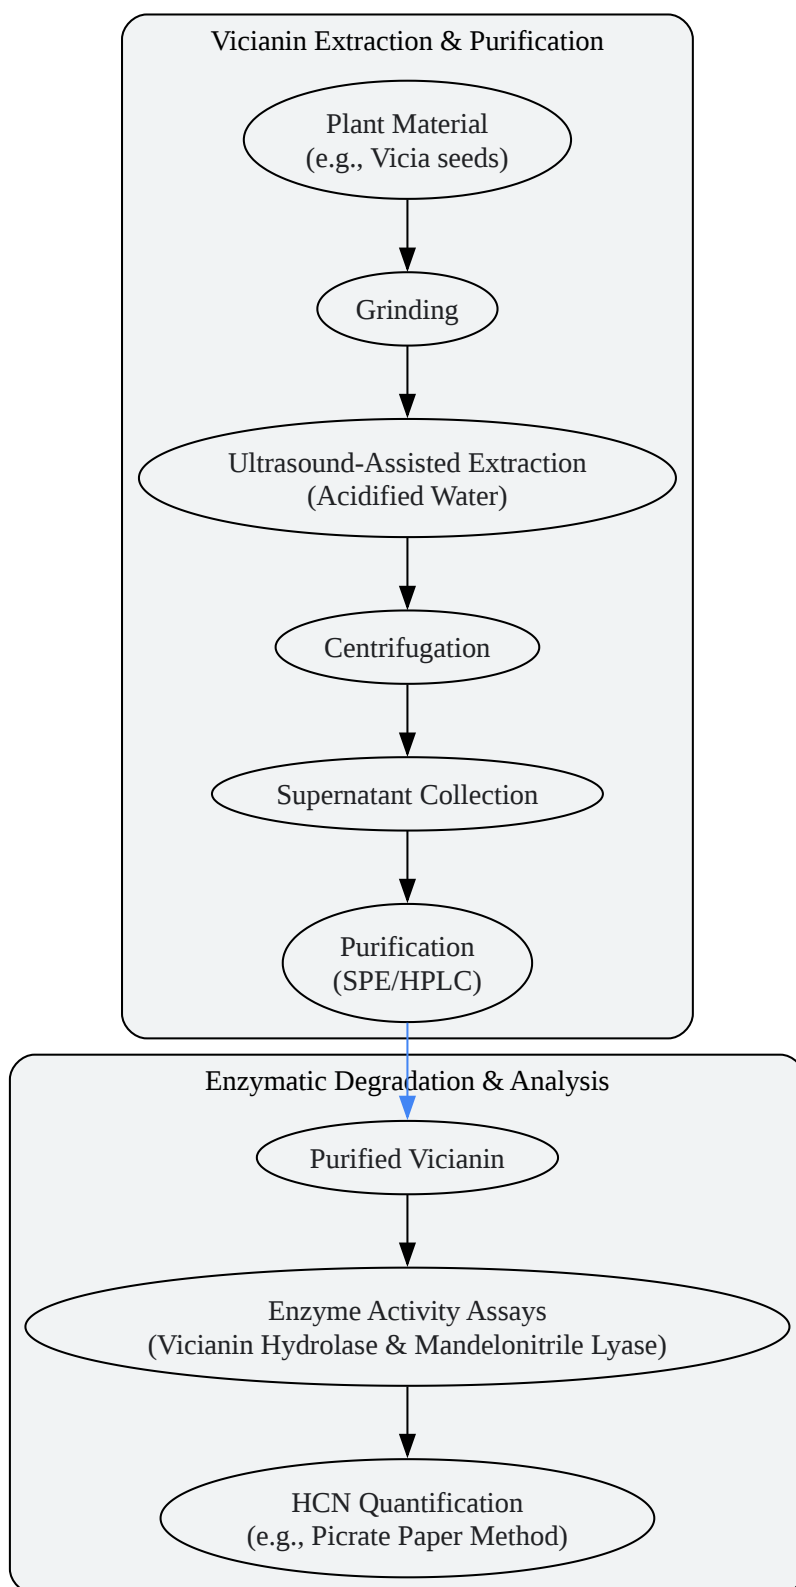 Vicianin Extraction & Purification
Plant Material
(e.g., Vicia seeds)
Grinding
Ultrasound-Assisted Extraction
(Acidified Water)
Centrifugation
Supernatant Collection
Purification
(SPE/HPLC)
Enzymatic Degradation & Analysis
Purified Vicianin
Enzyme Activity Assays
(Vicianin Hydrolase & Mandelonitrile Lyase)
HCN Quantification
(e.g., Picrate Paper Method)